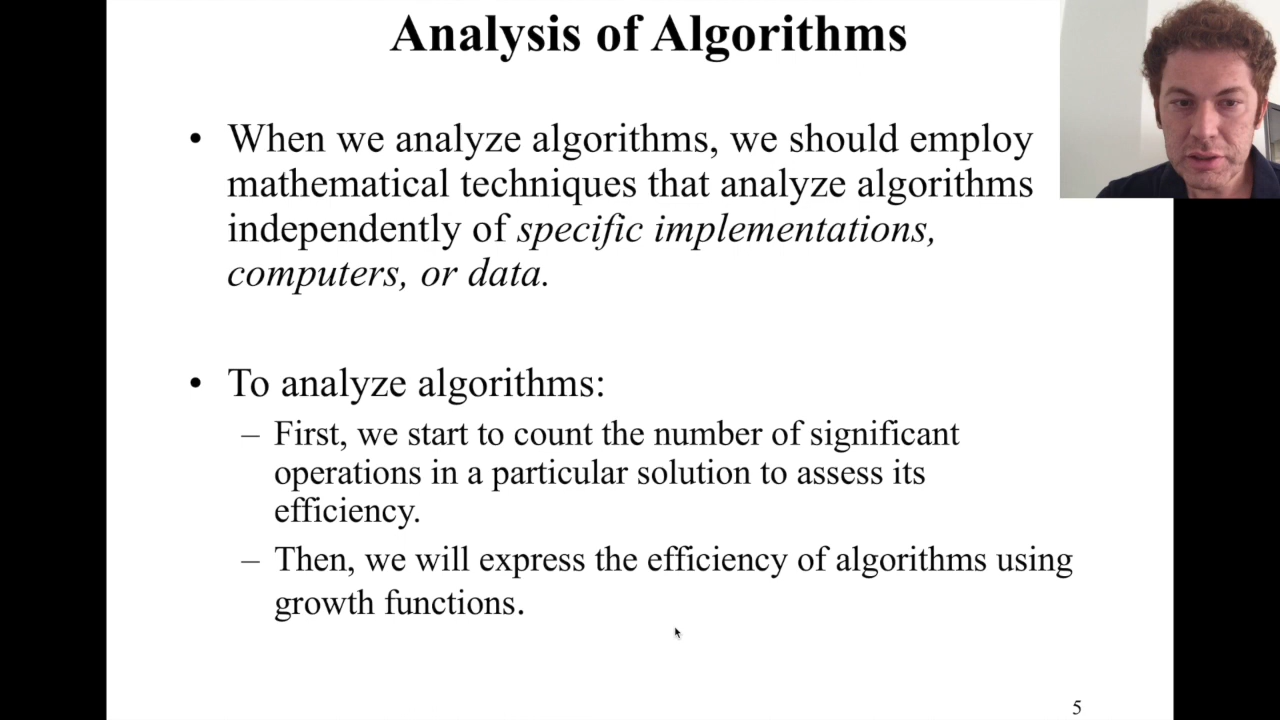 Analysis of Algorithms
• When we analyze algorithms, we should employ
mathematical techniques that analyze algorithms
independently of specific implementations,
computers, or data.
• To analyze algorithms:
– First, we start to count the number of significant
operations in a particular solution to assess its
efficiency.
– Then, we will express the efficiency of algorithms using
growth functions.
5